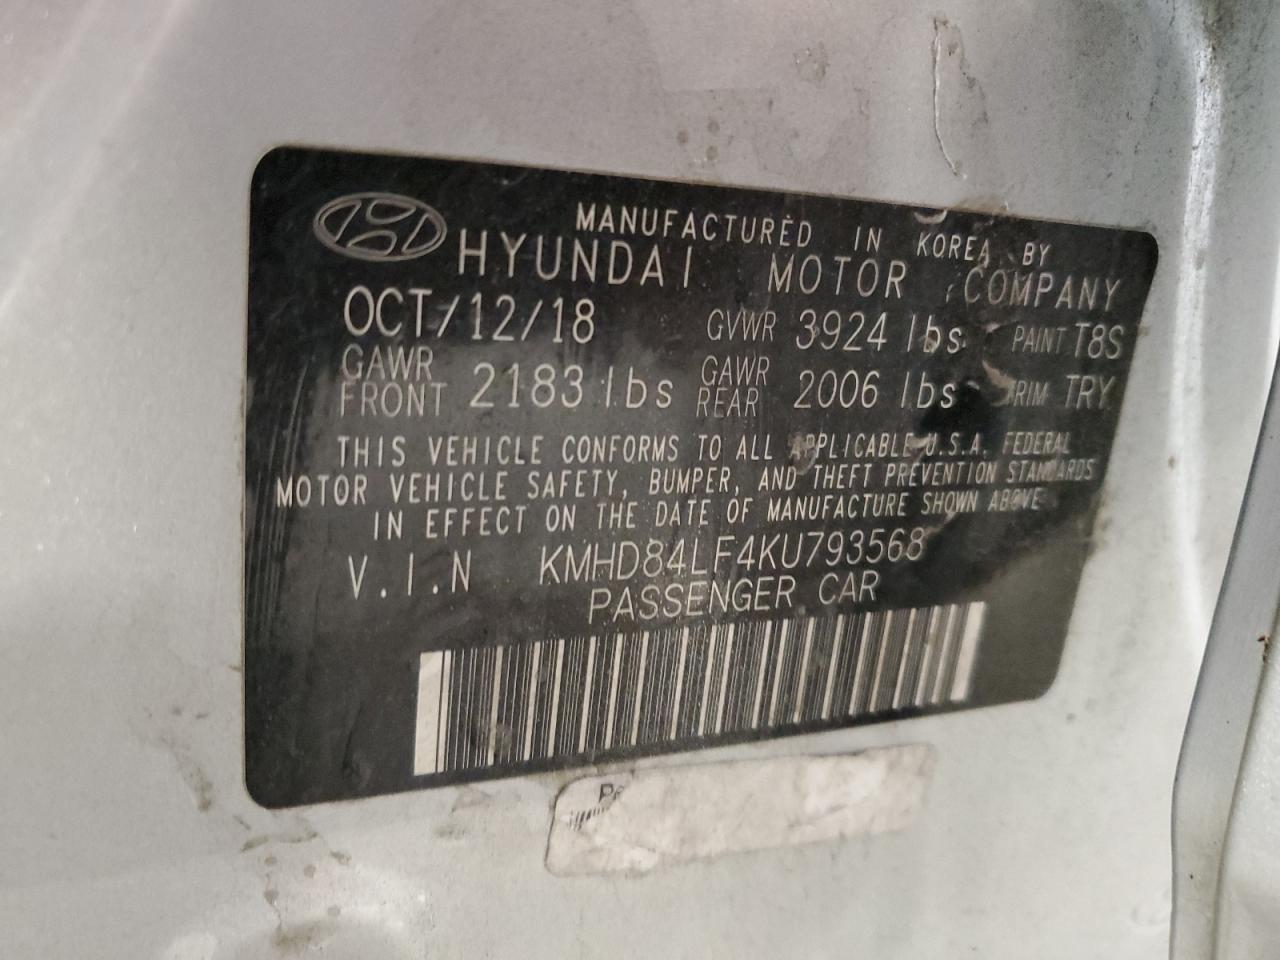 MANUFACTURED IN KOREA BY
HYUNDAI MOTOR COMPANY
OCT/12/18 GVWR 3924 lbs PAINT T8S
GAWR FRONT 2183 lbs GAWR REAR 2006 lbs TRIM TRY
THIS VEHICLE CONFORMS TO ALL APPLICABLE U.S.A. FEDERAL
MOTOR VEHICLE SAFETY, BUMPER, AND THEFT PREVENTION STANDARDS
IN EFFECT ON THE DATE OF MANUFACTURE SHOWN ABOVE
V.I.N KMHD84LF4KU793568
PASSENGER CAR